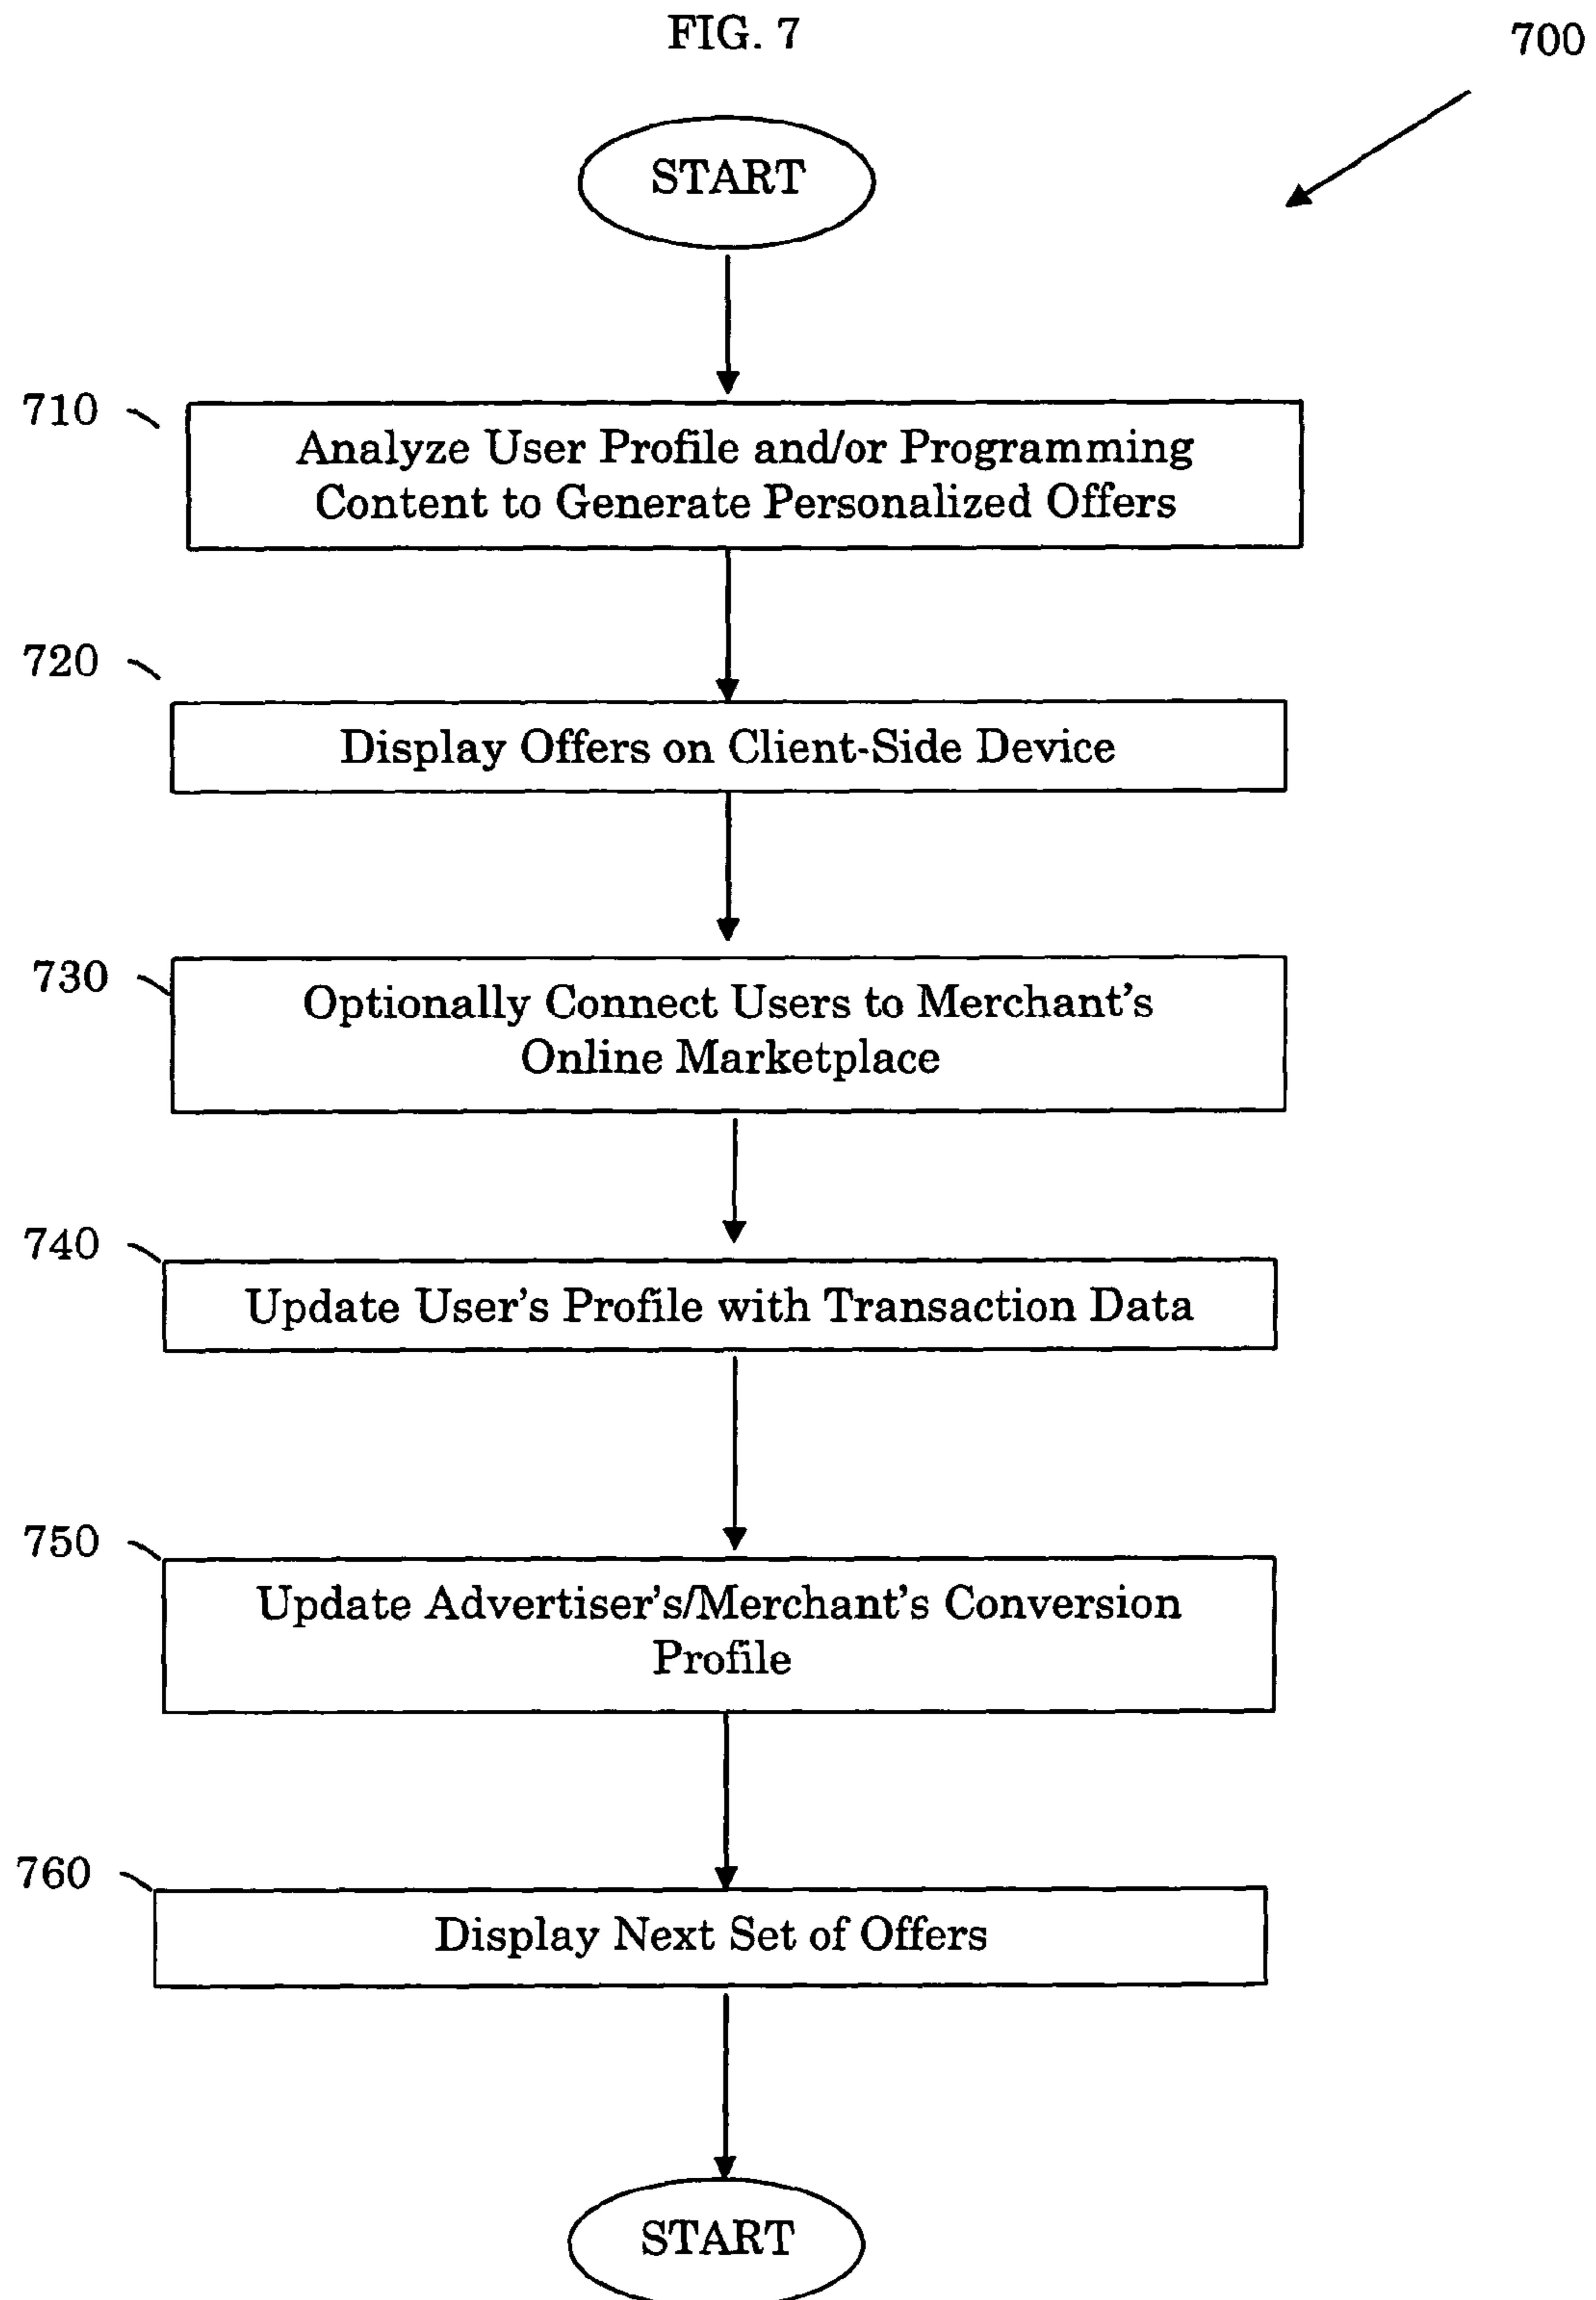 FIG. 7
700
START
710
Analyze User Profile and/or Programming
Content to Generate Personalized Offers
720
Display Offers on Client-Side Device
730
Optionally Connect Users to Merchant's
Online Marketplace
740
Update User's Profile with Transaction Data
750
Update Advertiser's/Merchant's Conversion
Profile
760
Display Next Set of Offers
START